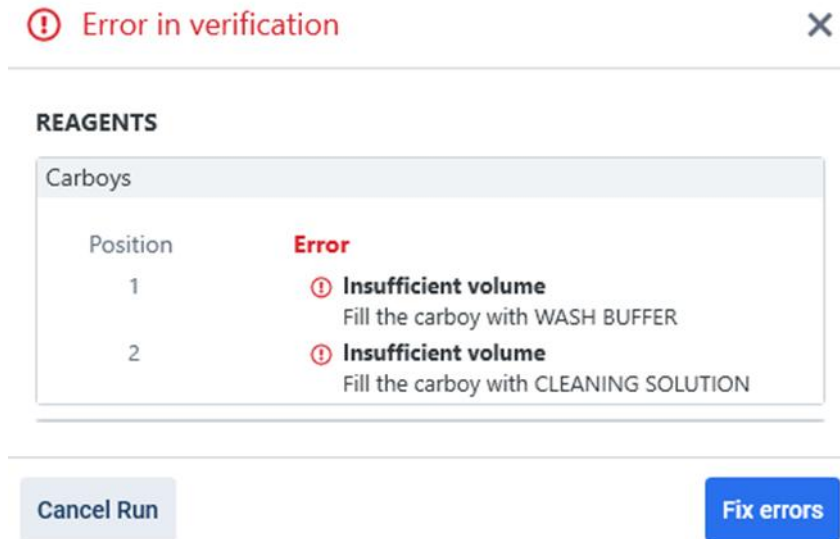 Error in verification
REAGENTS
Carboys
Position Error
1 Insufficient volume
Fill the carboy with WASH BUFFER
2 Insufficient volume
Fill the carboy with CLEANING SOLUTION
Cancel Run Fix errors